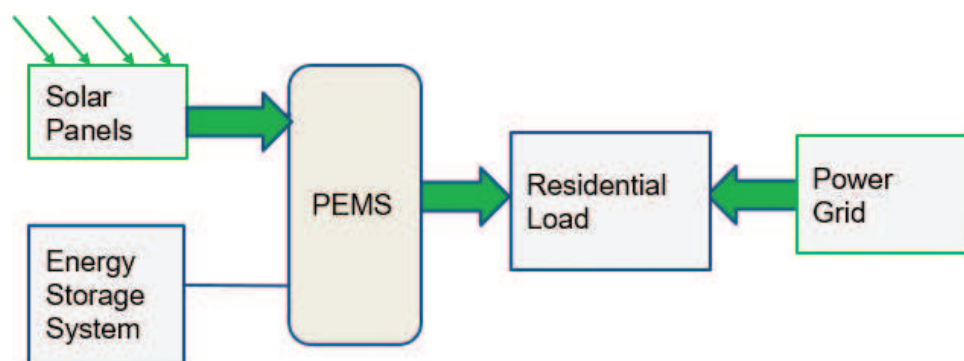 Solar
Panels
PEMS
Residential
Load
Power
Grid
Energy
Storage
System